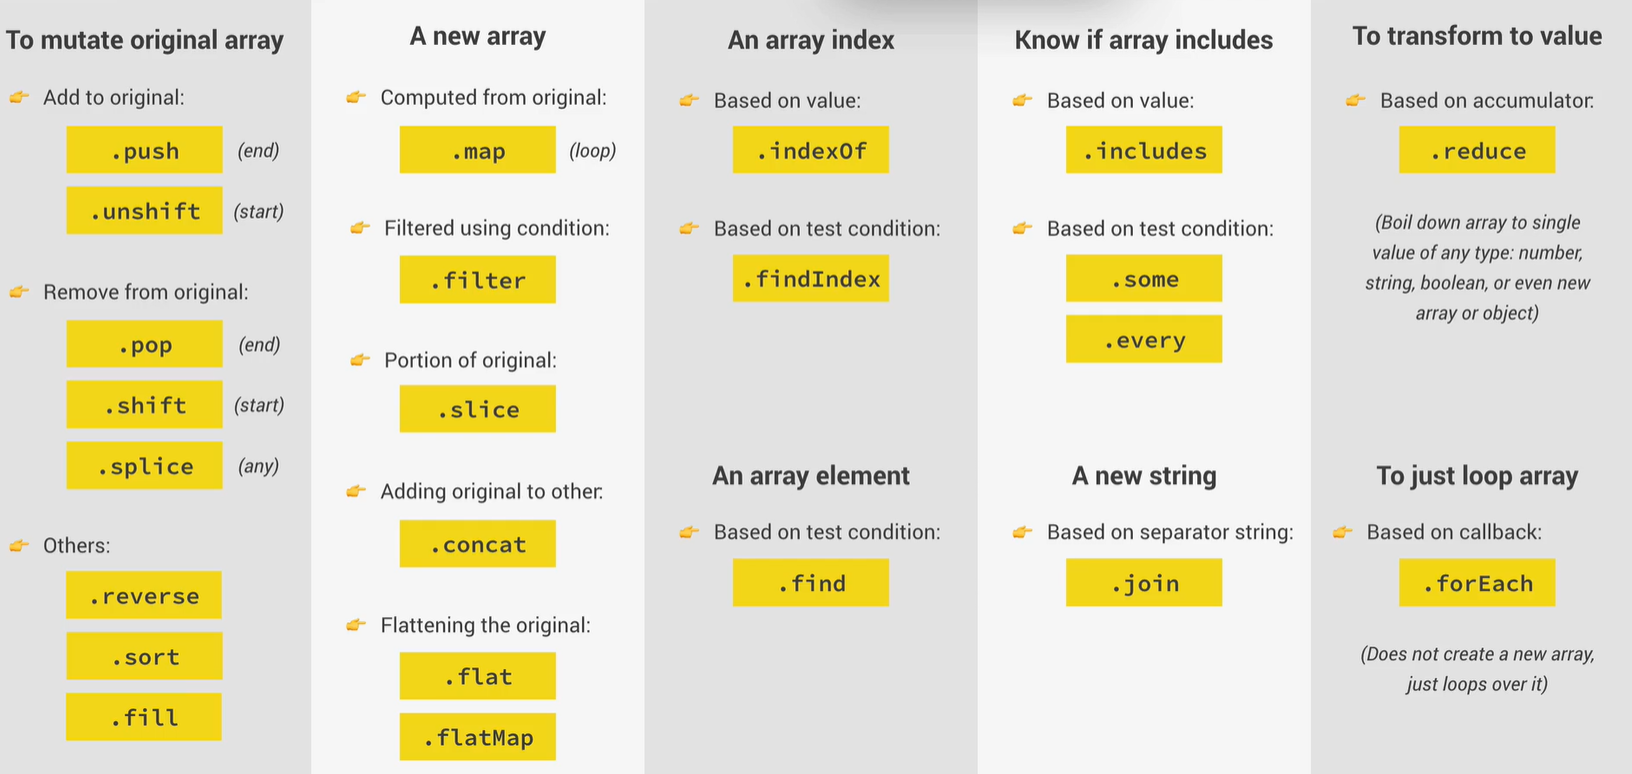 To mutate original array
Add to original:
.push (end)
.unshift (start)
Remove from original:
.pop (end)
.shift (start)
.splice (any)
Others:
.reverse
.sort
.fill
A new array
Computed from original:
.map (loop)
Filtered using condition:
.filter
Portion of original:
.slice
Adding original to other:
.concat
Flattening the original:
.flat
.flatMap
An array index
Based on value:
.indexOf
Based on test condition:
.findIndex
An array element
Based on test condition:
.find
Know if array includes
Based on value:
.includes
Based on test condition:
.some
.every
A new string
Based on separator string:
.join
To transform to value
Based on accumulator:
.reduce
(Boil down array to single
value of any type: number,
string, boolean, or even new
array or object)
To just loop array
Based on callback:
.forEach
(Does not create a new array,
just loops over it)